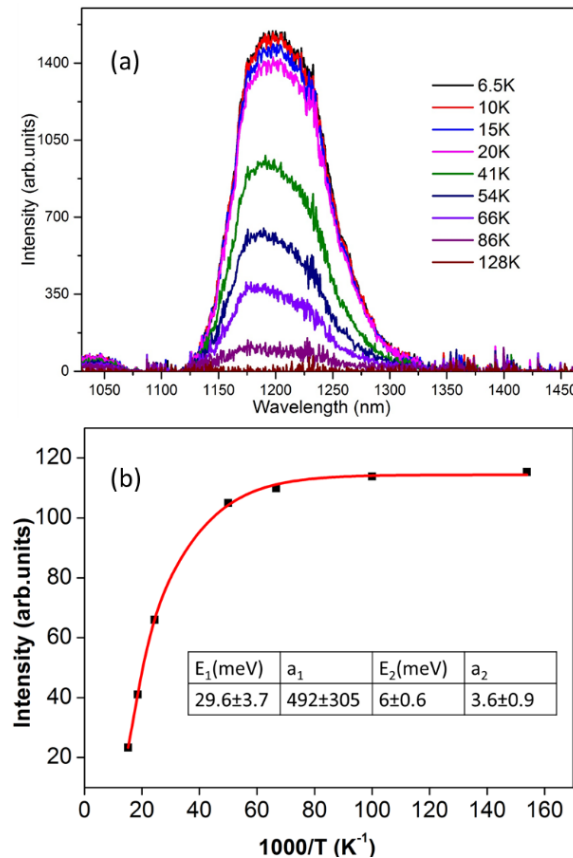 (a)
1500
1050
700
350
0
Intensity (arb.units)
6.5K
10K
15K
20K
41K
54K
66K
86K
128K
1050 1100 1150 1200 1250 1300 1350 1400 1450
Wavelength (nm)
(b)
120
100
80
60
40
20
Intensity (arb.units)
E₁(meV) a₁ E₂(meV) a₂
29.6±3.7 492±305 6±0.6 3.6±0.9
0 20 40 60 80 100 120 140 160
1000/T (K⁻¹)